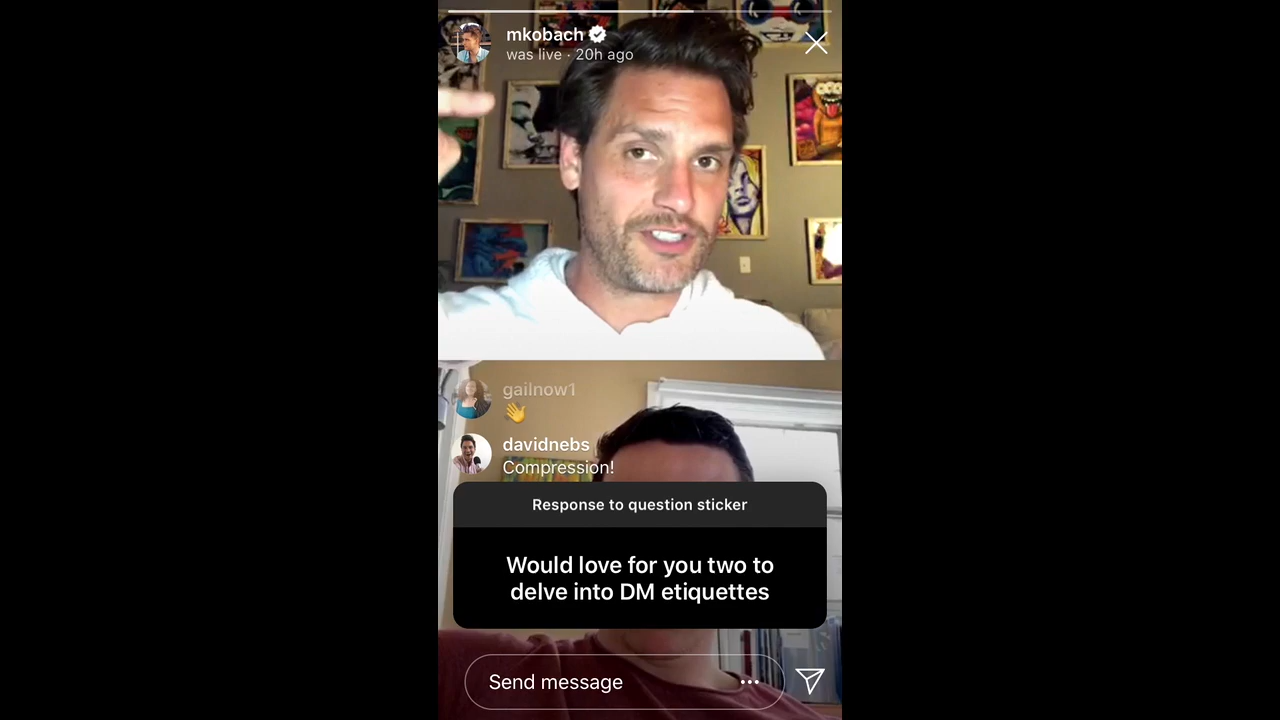 mkobach
was live · 20h ago
gailnow1
👋
davidnebs
Compression!
Response to question sticker
Would love for you two to
delve into DM etiquettes
Send message